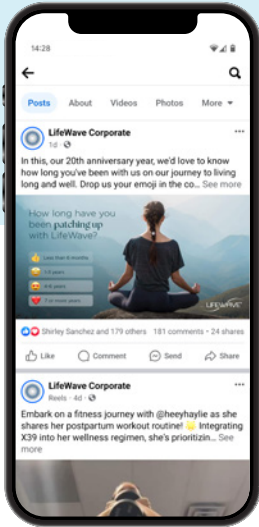 14:28
Posts About Videos Photos More
LifeWave Corporate
1d
In this, our 20th anniversary year, we'd love to know
how long you've been with us on our journey to living
long and well. Drop us your emoji in the co... See more
How long have you
been patching up
with LifeWave?
Less than 6 months
1-3 years
4-6 years
7 or more years
LIFEWAVE
Shirley Sanchez and 179 others 181 comments • 24 shares
Like Comment Send Share
LifeWave Corporate
Reels · 4d ·
Embark on a fitness journey with @heeyhaylie as she
shares her postpartum workout routine! 🌟 Integrating
X39 into her wellness regimen, she's prioritizin... See
more